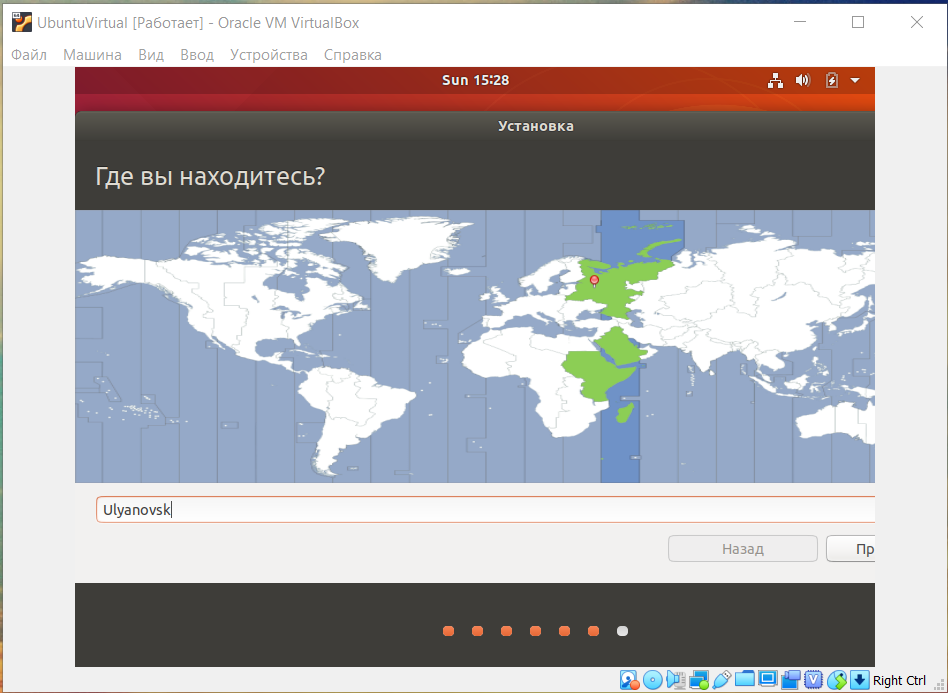 UbuntuVirtual [Работает] - Oracle VM VirtualBox
Файл Машина Вид Ввод Устройства Справка
Sun 15:28
Установка
Где вы находитесь?
Ulyanovsk
Назад Пр
Right Ctrl